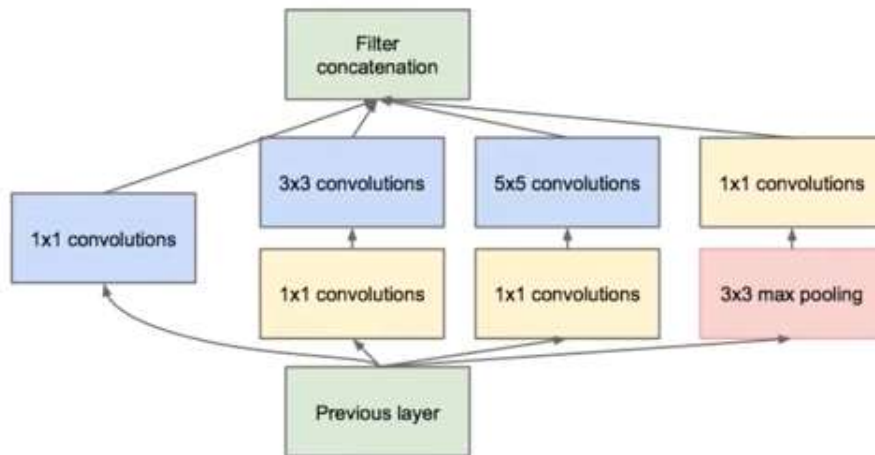 Filter
concatenation
3x3 convolutions
5x5 convolutions
1x1 convolutions
1x1 convolutions
1x1 convolutions
1x1 convolutions
3x3 max pooling
Previous layer